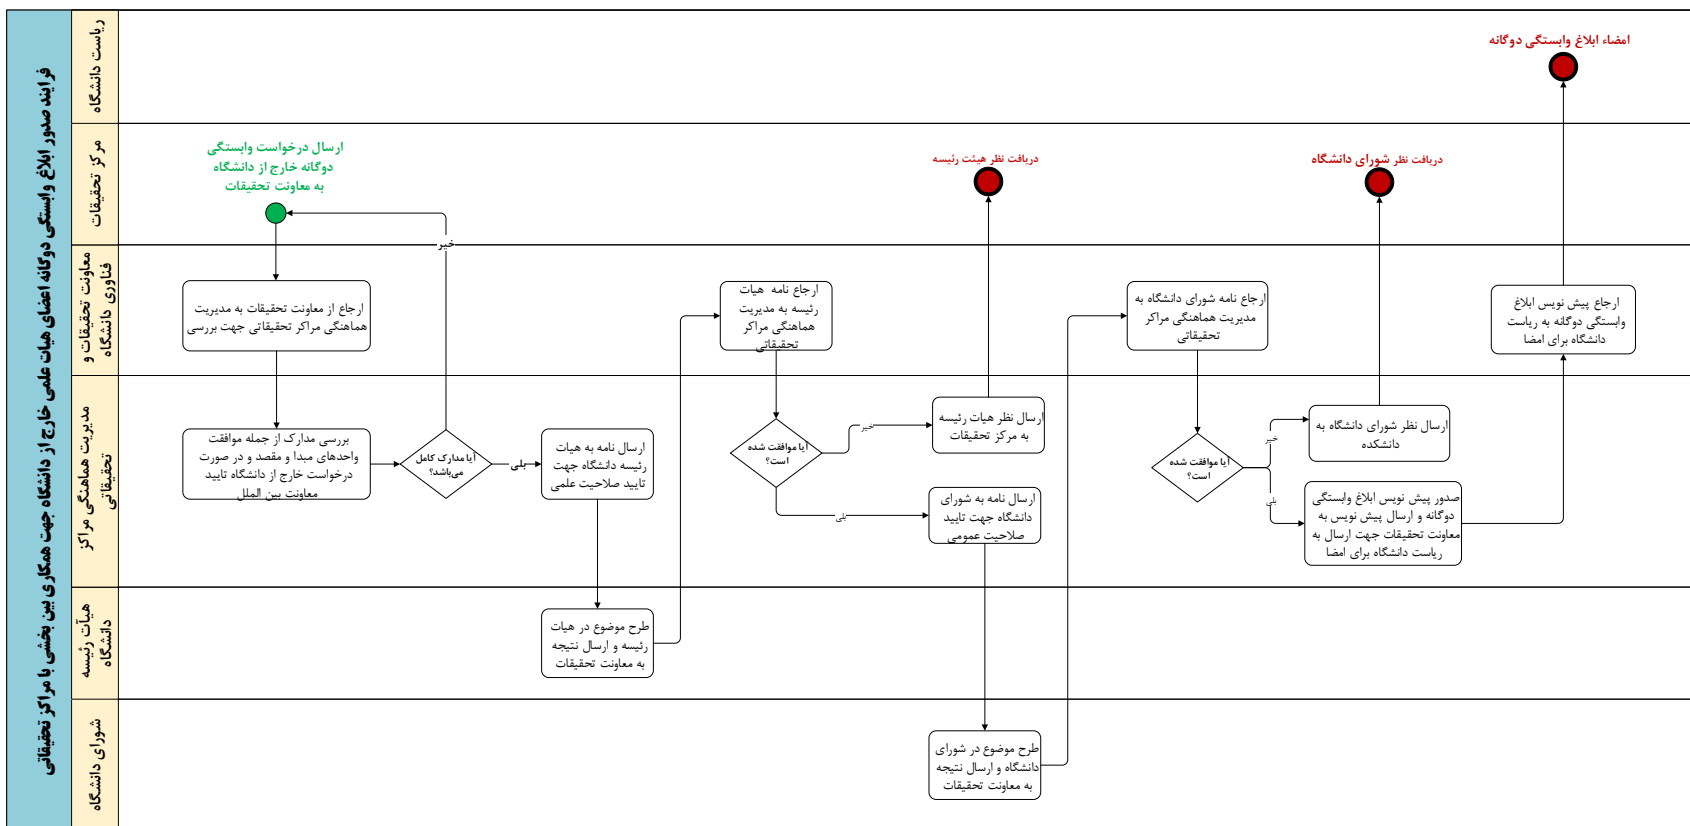 فرایند صدور ابلاغ وابستگی دوگانه اعضای هیات علمی خارج از دانشگاه جهت همکاری بین بخشی با مراکز تحقیقاتی
ریاست دانشگاه
امضاء ابلاغ وابستگی دوگانه
مرکز تحقیقات
ارسال درخواست وابستگی
دوگانه خارج از دانشگاه
به معاونت تحقیقات
دریافت نظر هیئت رئیسه
دریافت نظر شورای دانشگاه
خیر
معاونت تحقیقات و
فناوری دانشگاه
ارجاع از معاونت تحقیقات به مدیریت
هماهنگی مراکز تحقیقاتی جهت بررسی
ارجاع نامه هیات
رئیسه به مدیریت
هماهنگی مراکز
تحقیقاتی
ارجاع نامه شورای دانشگاه به
مدیریت هماهنگی مراکز
تحقیقاتی
ارجاع پیش نویس ابلاغ
وابستگی دوگانه به ریاست
دانشگاه برای امضا
مدیریت هماهنگی مراکز
تحقیقاتی
بررسی مدارک از جمله موافقت
واحدهای مبدا و مقصد و در صورت
درخواست خارج از دانشگاه تایید
معاونت بین الملل
آیا مدارک کامل
می‌باشد؟
بلی
ارسال نامه به هیات
رئیسه دانشگاه جهت
تایید صلاحیت علمی
آیا موافقت شده
است؟
خیر
ارسال نظر هیات رئیسه
به مرکز تحقیقات
بلی
ارسال نامه به شورای
دانشگاه جهت تایید
صلاحیت عمومی
آیا موافقت شده
است؟
خیر
ارسال نظر شورای دانشگاه به
دانشکده
بلی
صدور پیش نویس ابلاغ وابستگی
دوگانه و ارسال پیش نویس به
معاونت تحقیقات جهت ارسال به
ریاست دانشگاه برای امضا
هیأت رئیسه
دانشگاه
طرح موضوع در هیات
رئیسه و ارسال نتیجه
به معاونت تحقیقات
شورای دانشگاه
طرح موضوع در شورای
دانشگاه و ارسال نتیجه
به معاونت تحقیقات